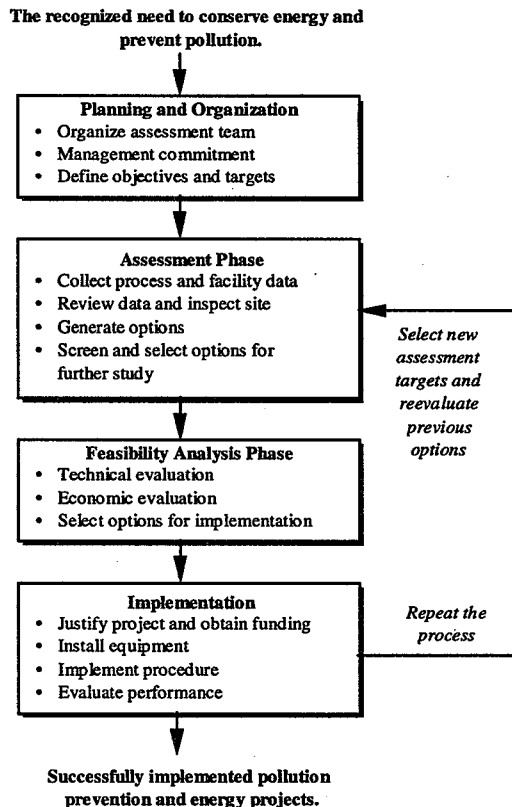 The recognized need to conserve energy and
prevent pollution.
Planning and Organization
• Organize assessment team
• Management commitment
• Define objectives and targets
Assessment Phase
• Collect process and facility data
• Review data and inspect site
• Generate options
• Screen and select options for
further study
Select new
assessment
targets and
reevaluate
previous
options
Feasibility Analysis Phase
• Technical evaluation
• Economic evaluation
• Select options for implementation
Implementation
• Justify project and obtain funding
• Install equipment
• Implement procedure
• Evaluate performance
Repeat the
process
Successfully implemented pollution
prevention and energy projects.